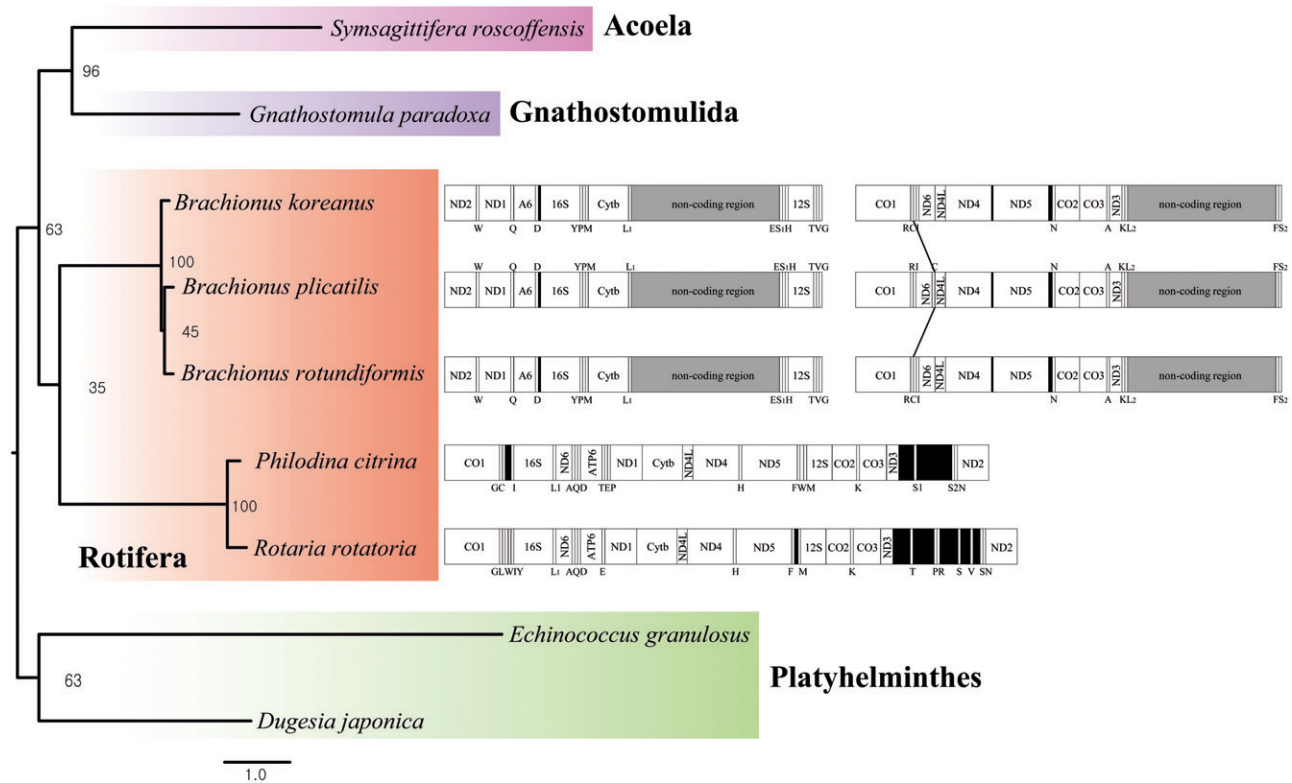 Symsagittifera roscoffensis Acoela
96
Gnathostomula paradoxa Gnathostomulida
Brachionus koreanus
ND2 ND1 A6 16S Cytb non-coding region 12S CO1 ND6 ND4L ND4 ND5 CO2 CO3 ND3 non-coding region
W Q D YPM L1 ES1H TVG RCI N A KL2 FS2
63
100
W Q D YPM L1 ES1H TVG RI C N A KL2 FS2
Brachionus plicatilis
ND2 ND1 A6 16S Cytb non-coding region 12S CO1 ND6 ND4L ND4 ND5 CO2 CO3 ND3 non-coding region
45
Brachionus rotundiformis
ND2 ND1 A6 16S Cytb non-coding region 12S CO1 ND6 ND4L ND4 ND5 CO2 CO3 ND3 non-coding region
W Q D YPM L1 ES1H TVG RCI N A KL2 FS2
35
Philodina citrina
CO1 16S ND6 ATP6 ND1 Cytb ND4L ND4 ND5 12S CO2 CO3 ND3 ND2
GC I L1 AQD TEP H FWM K S1 S2N
100
Rotaria rotatoria
CO1 16S ND6 ATP6 ND1 Cytb ND4L ND4 ND5 12S CO2 CO3 ND3 ND2
GLWIY L1 AQD E H F M K T PR S V SN
Rotifera
Echinococcus granulosus
63
Platyhelminthes
Dugesia japonica
1.0